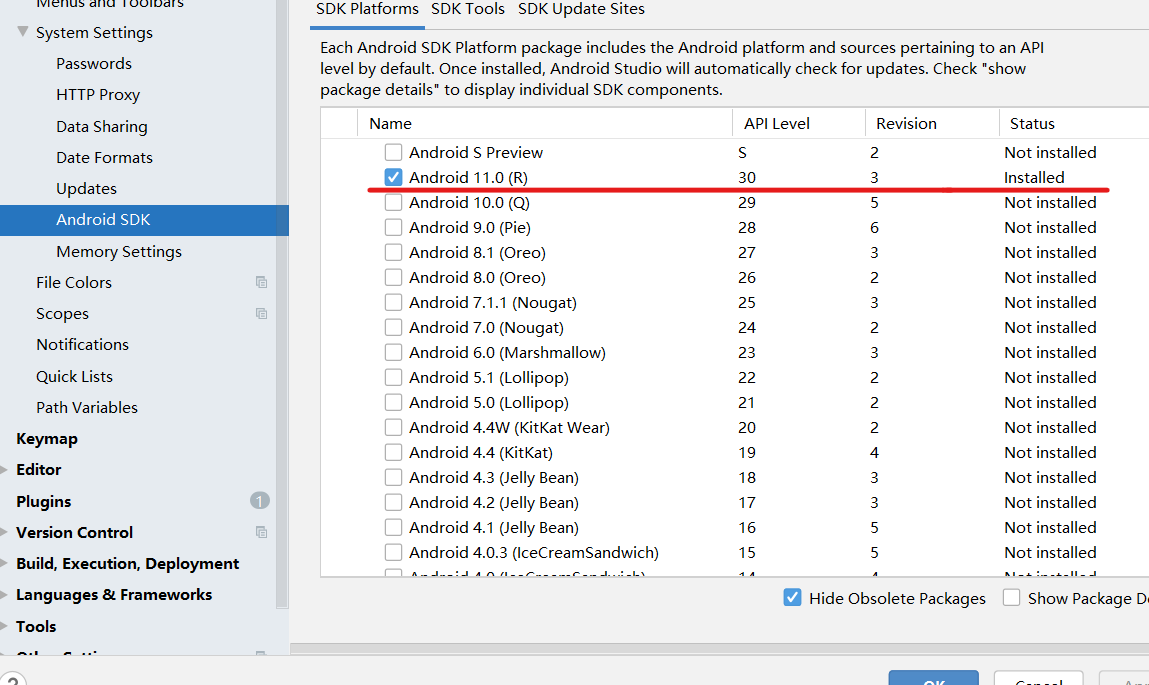 Menus and Toolbars
System Settings
Passwords
HTTP Proxy
Data Sharing
Date Formats
Updates
Android SDK
Memory Settings
File Colors
Scopes
Notifications
Quick Lists
Path Variables
Keymap
Editor
Plugins 1
Version Control
Build, Execution, Deployment
Languages & Frameworks
Tools
?
SDK Platforms SDK Tools SDK Update Sites
Each Android SDK Platform package includes the Android platform and sources pertaining to an API
level by default. Once installed, Android Studio will automatically check for updates. Check "show
package details" to display individual SDK components.
Name API Level Revision Status
Android S Preview S 2 Not installed
Android 11.0 (R) 30 3 Installed
Android 10.0 (Q) 29 5 Not installed
Android 9.0 (Pie) 28 6 Not installed
Android 8.1 (Oreo) 27 3 Not installed
Android 8.0 (Oreo) 26 2 Not installed
Android 7.1.1 (Nougat) 25 3 Not installed
Android 7.0 (Nougat) 24 2 Not installed
Android 6.0 (Marshmallow) 23 3 Not installed
Android 5.1 (Lollipop) 22 2 Not installed
Android 5.0 (Lollipop) 21 2 Not installed
Android 4.4W (KitKat Wear) 20 2 Not installed
Android 4.4 (KitKat) 19 4 Not installed
Android 4.3 (Jelly Bean) 18 3 Not installed
Android 4.2 (Jelly Bean) 17 3 Not installed
Android 4.1 (Jelly Bean) 16 5 Not installed
Android 4.0.3 (IceCreamSandwich) 15 5 Not installed
Android 4.0 (IceCreamSandwich) 14 4 Not installed
Hide Obsolete Packages Show Package De
OK Cancel